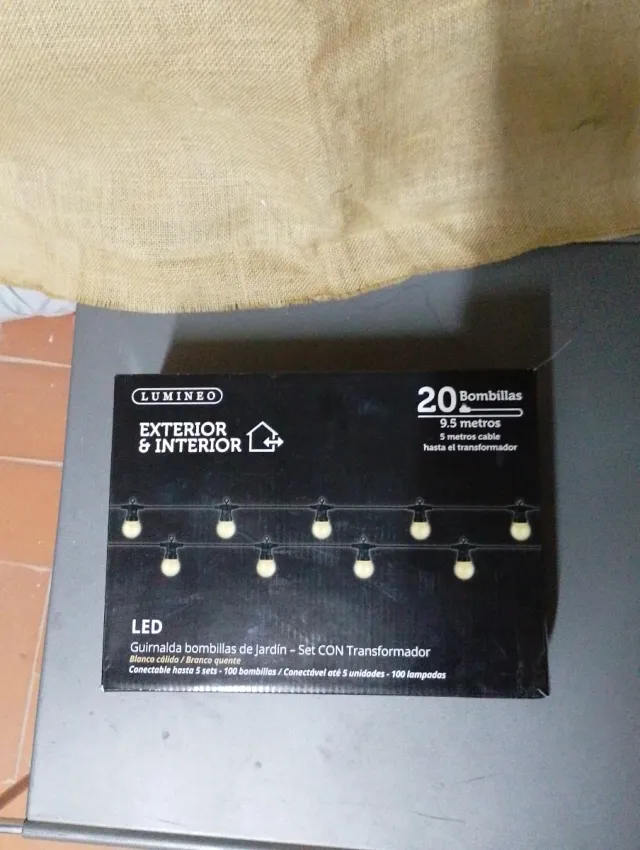 LUMINEO
EXTERIOR
& INTERIOR
20 Bombillas
9.5 metros
5 metros cable
hasta el transformador
LED
Guirnalda bombillas de Jardín – Set CON Transformador
Blanco cálido / Branco quente
Conectable hasta 5 sets - 100 bombillas / Conectável até 5 unidades - 100 lampadas